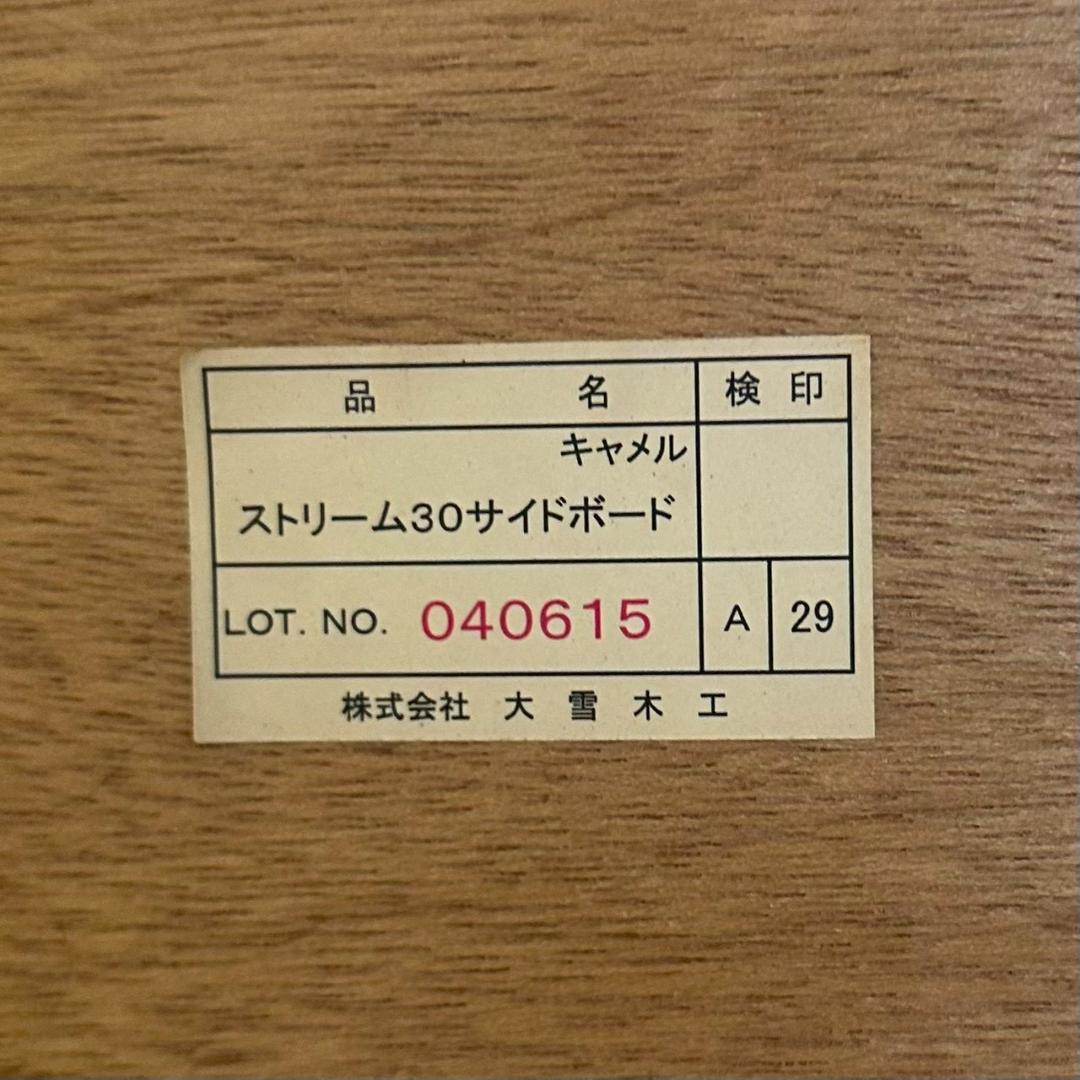 品名 検印
キャメル
ストリーム30サイドボード
LOT. NO. 040615 A 29
株式会社 大雪木工